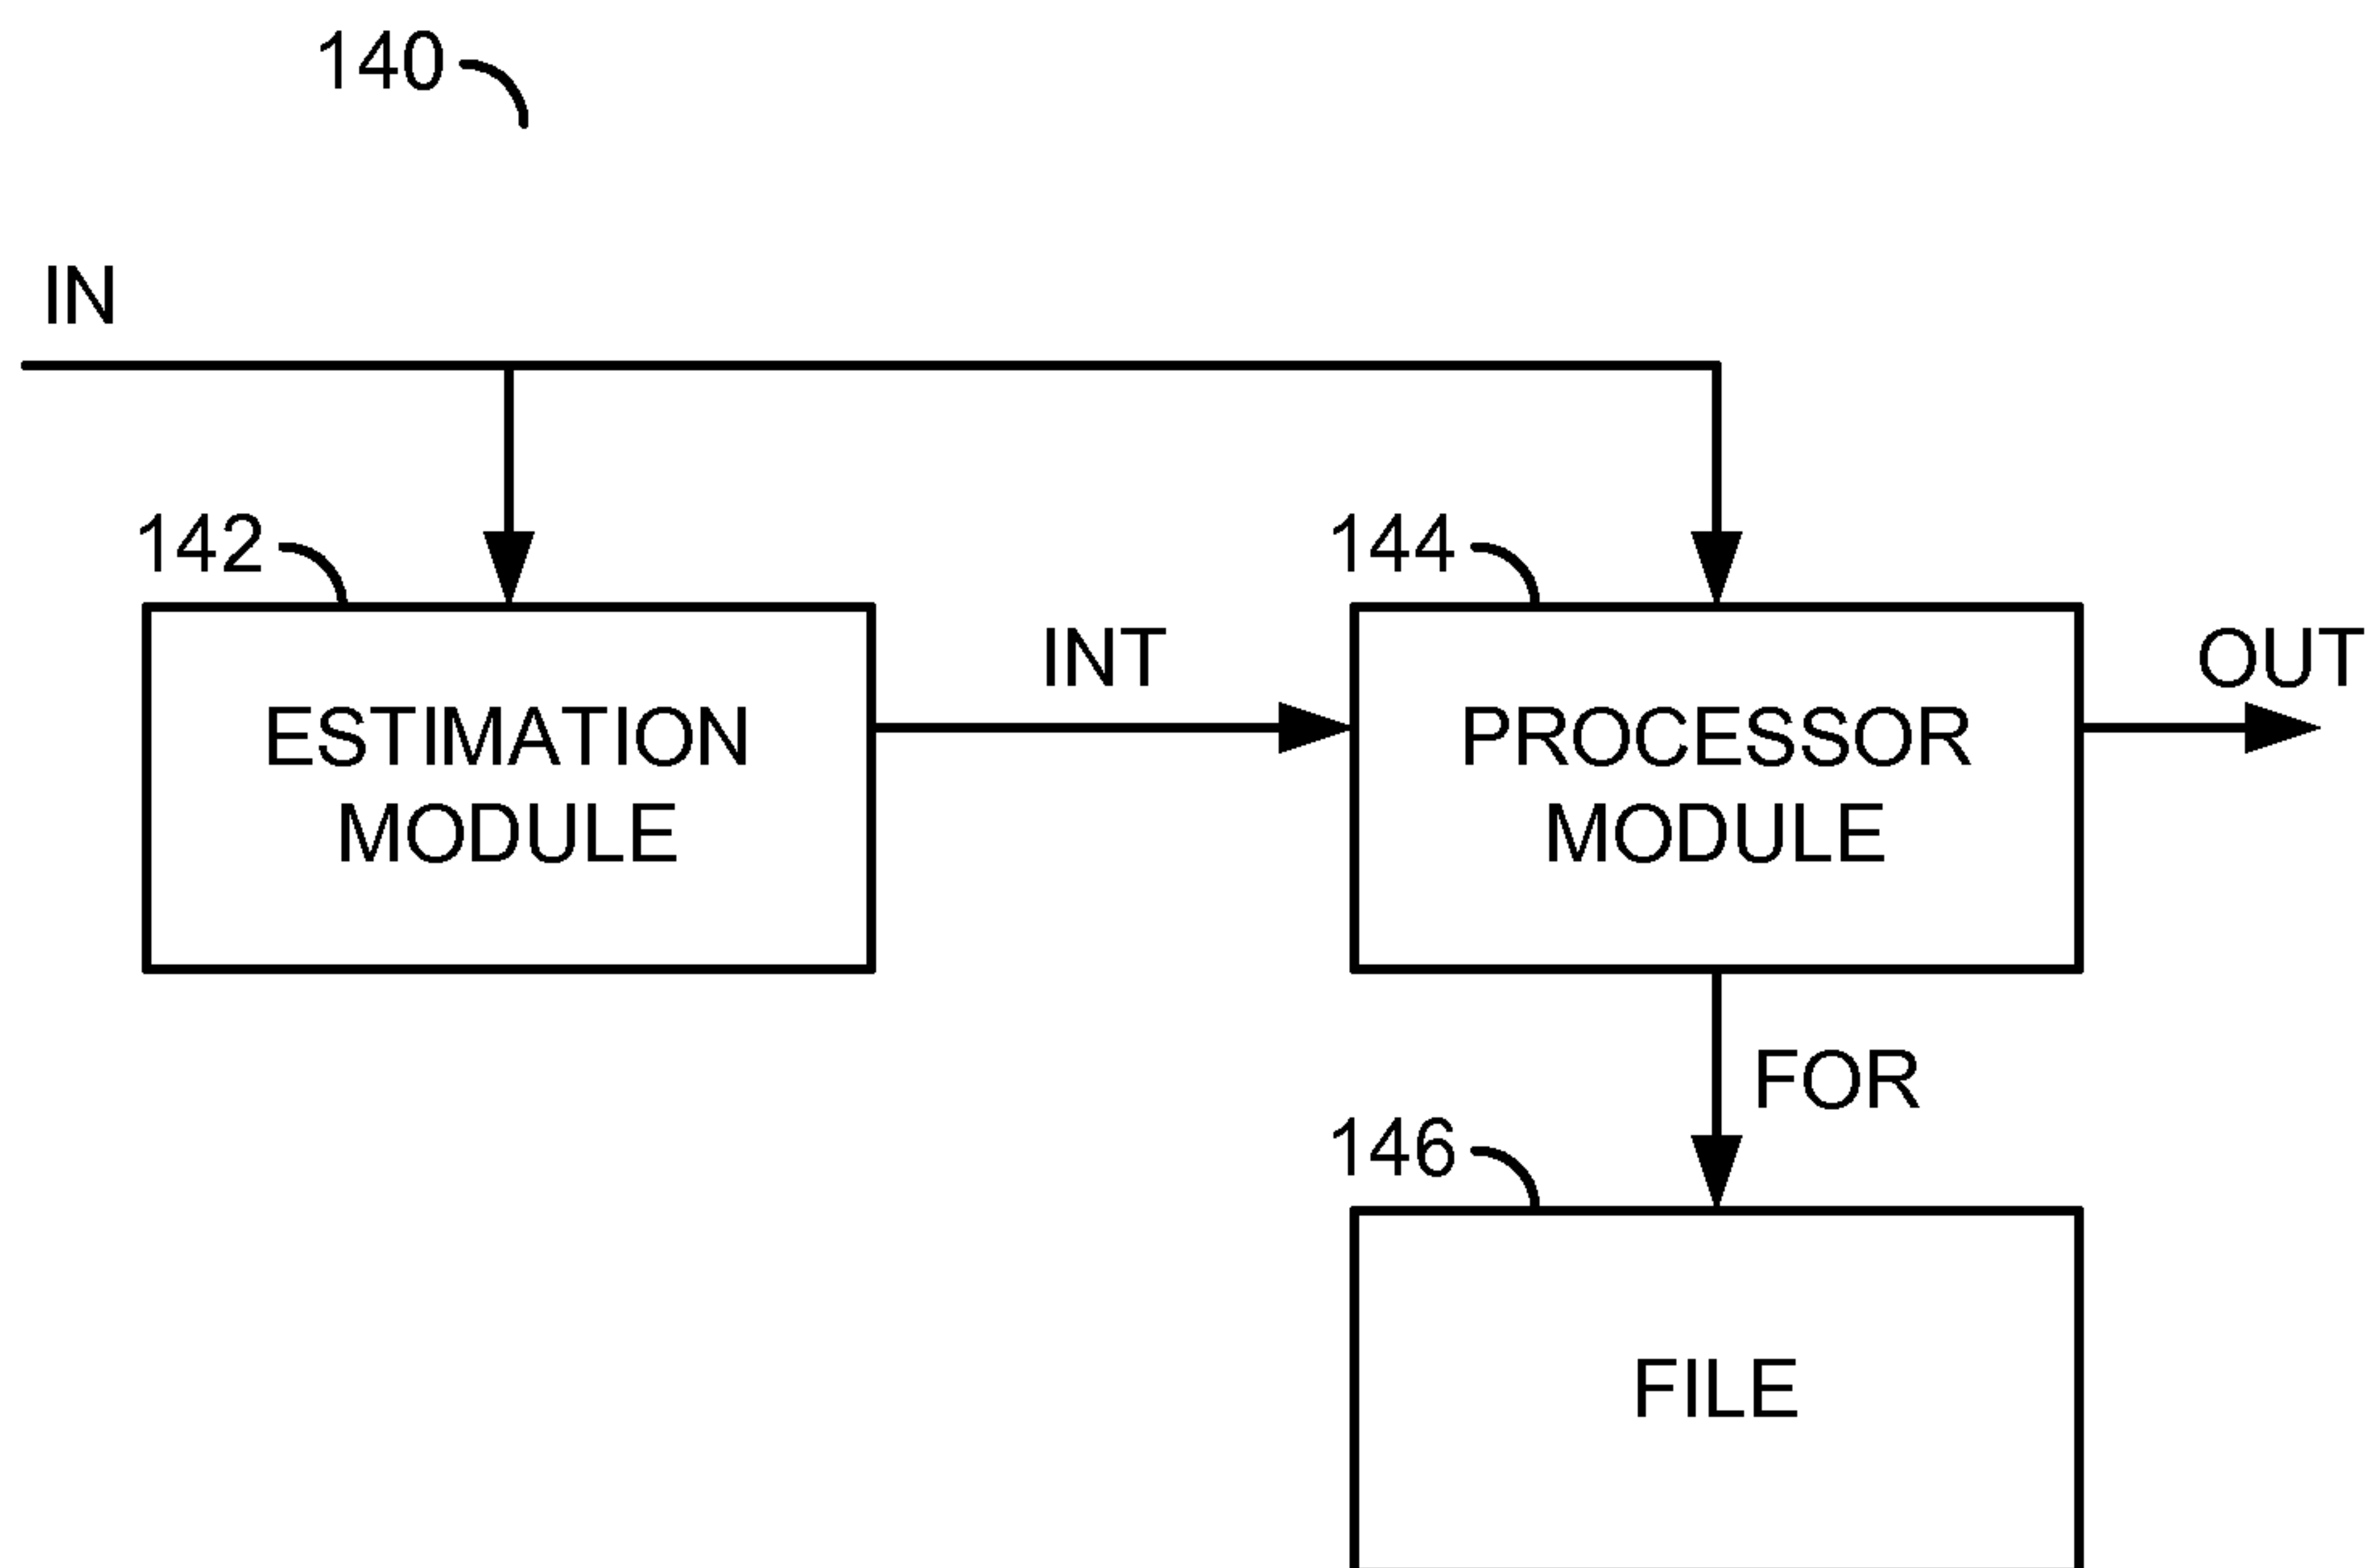 140
IN
142
144
INT
OUT
ESTIMATION
MODULE
PROCESSOR
MODULE
FOR
146
FILE